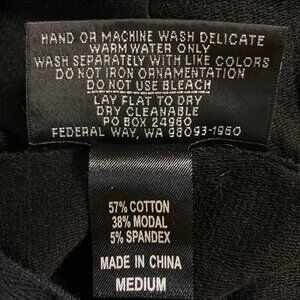 HAND OR MACHINE WASH DELICATE
WARM WATER ONLY
WASH SEPARATELY WITH LIKE COLORS
DO NOT IRON ORNAMENTATION
DO NOT USE BLEACH
LAY FLAT TO DRY
DRY CLEANABLE
PO BOX 24960
FEDERAL WAY, WA 98093-1960
57% COTTON
38% MODAL
5% SPANDEX
MADE IN CHINA
MEDIUM